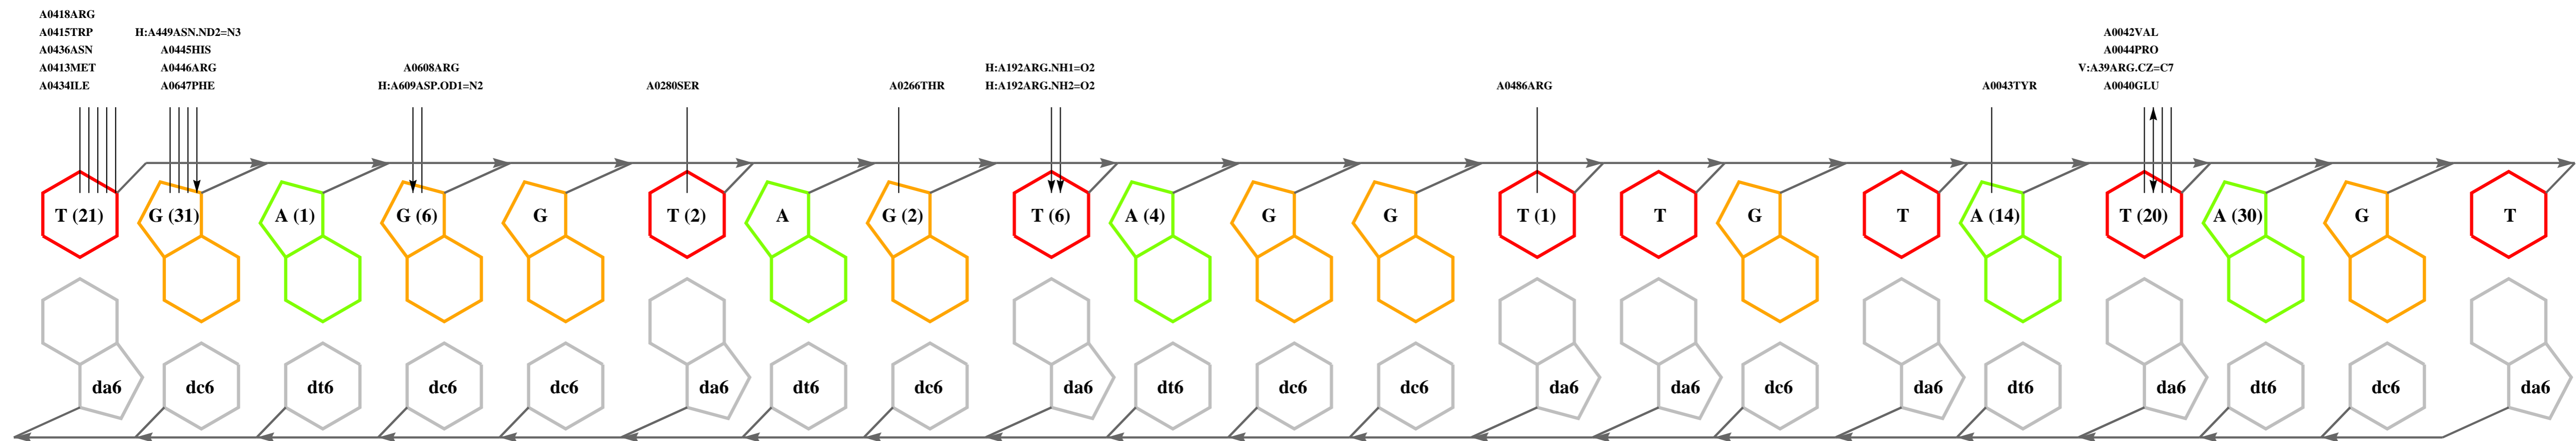 A0418ARG
A0415TRP
A0436ASN
A0413MET
A0434ILE
H:A449ASN.ND2=N3
A0445HIS
A0446ARG
A0647PHE
A0608ARG
H:A609ASP.OD1=N2
A0280SER
A0266THR
H:A192ARG.NH1=O2
H:A192ARG.NH2=O2
A0486ARG
A0043TYR
A0042VAL
A0044PRO
V:A39ARG.CZ=C7
A0040GLU
T (21) G (31) A (1) G (6) G T (2) A G (2) T (6) A (4) G G T (1) T G T A (14) T (20) A (30) G T
da6 dc6 dt6 dc6 dc6 da6 dt6 dc6 da6 dt6 dc6 dc6 da6 da6 dc6 da6 dt6 da6 dt6 dc6 da6